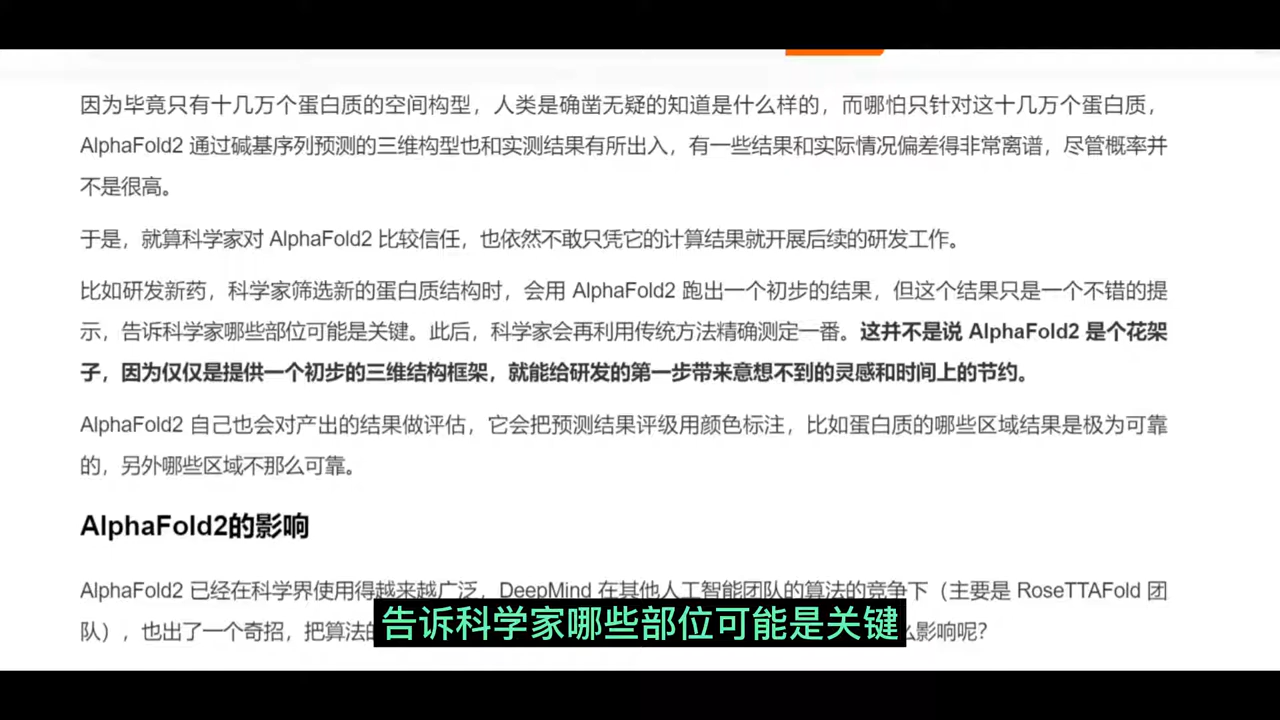 因为毕竟只有十几万个蛋白质的空间构型，人类是确凿无疑的知道是什么样的，而哪怕只针对这十几万个蛋白质，
AlphaFold2 通过碱基序列预测的三维构型也和实测结果有所出入，有一些结果和实际情况偏差得非常离谱，尽管概率并
不是很高。
于是，就算科学家对 AlphaFold2 比较信任，也依然不敢只凭它的计算结果就开展后续的研发工作。
比如研发新药，科学家筛选新的蛋白质结构时，会用 AlphaFold2 跑出一个初步的结果，但这个结果只是一个不错的提
示，告诉科学家哪些部位可能是关键。此后，科学家会再利用传统方法精确测定一番。这并不是说 AlphaFold2 是个花架
子，因为仅仅是提供一个初步的三维结构框架，就能给研发的第一步带来意想不到的灵感和时间上的节约。
AlphaFold2 自己也会对产出的结果做评估，它会把预测结果评级用颜色标注，比如蛋白质的哪些区域结果是极为可靠
的，另外哪些区域不那么可靠。
AlphaFold2的影响
AlphaFold2 已经在科学界使用得越来越广泛，DeepMind 在其他人工智能团队的算法的竞争下（主要是 RoseTTAFold 团
队），也出了一个奇招，把算法的
影响呢？
告诉科学家哪些部位可能是关键